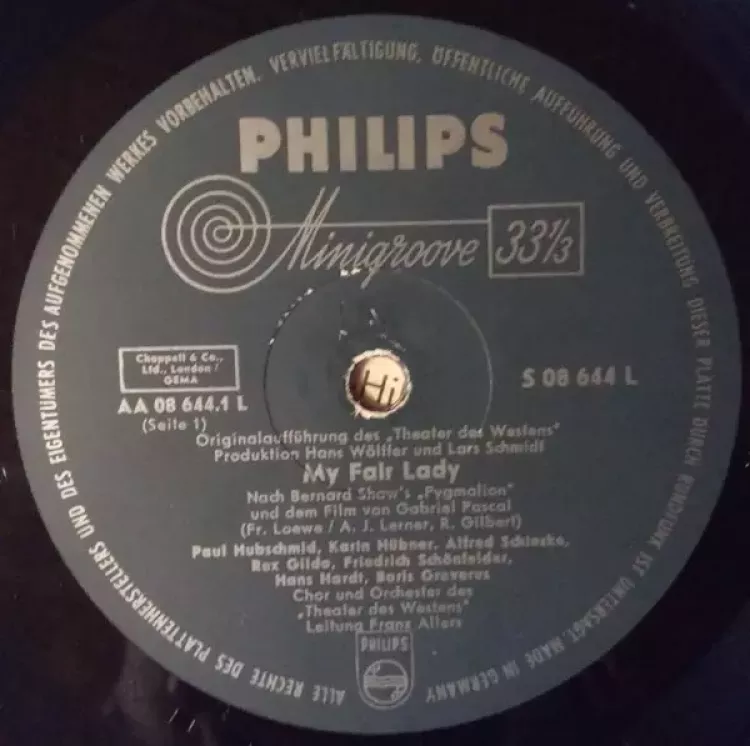 ALLE RECHTE DES PLATTENHERSTELLERS UND DES EIGENTÜMERS DES AUFGENOMMENEN WERKES VORBEHALTEN. VERVIELFÄLTIGUNG, ÖFFENTLICHE AUFFÜHRUNG UND VERBREITUNG DIESER PLATTE DURCH RUNDFUNK IST UNTERSAGT. MADE IN GERMANY
PHILIPS
Minigroove 33⅓
Chappell & Co.,
Ltd., London /
GEMA
Hi
S 08 644 L
AA 08 644.1 L
(Seite 1)
Originalaufführung des „Theater des Westens"
Produktion Hans Wölffer und Lars Schmidt
My Fair Lady
Nach Bernard Shaw's „Pygmalion"
und dem Film von Gabriel Pascal
(Fr. Loewe / A. J. Lerner, R. Gilbert)
Paul Hubschmid, Karin Hübner, Alfred Schieske,
Rex Gildo, Friedrich Schönfelder,
Hans Hardt, Boris Greverus
Chor und Orchester des
„Theater des Westens"
Leitung Franz Allers
PHILIPS